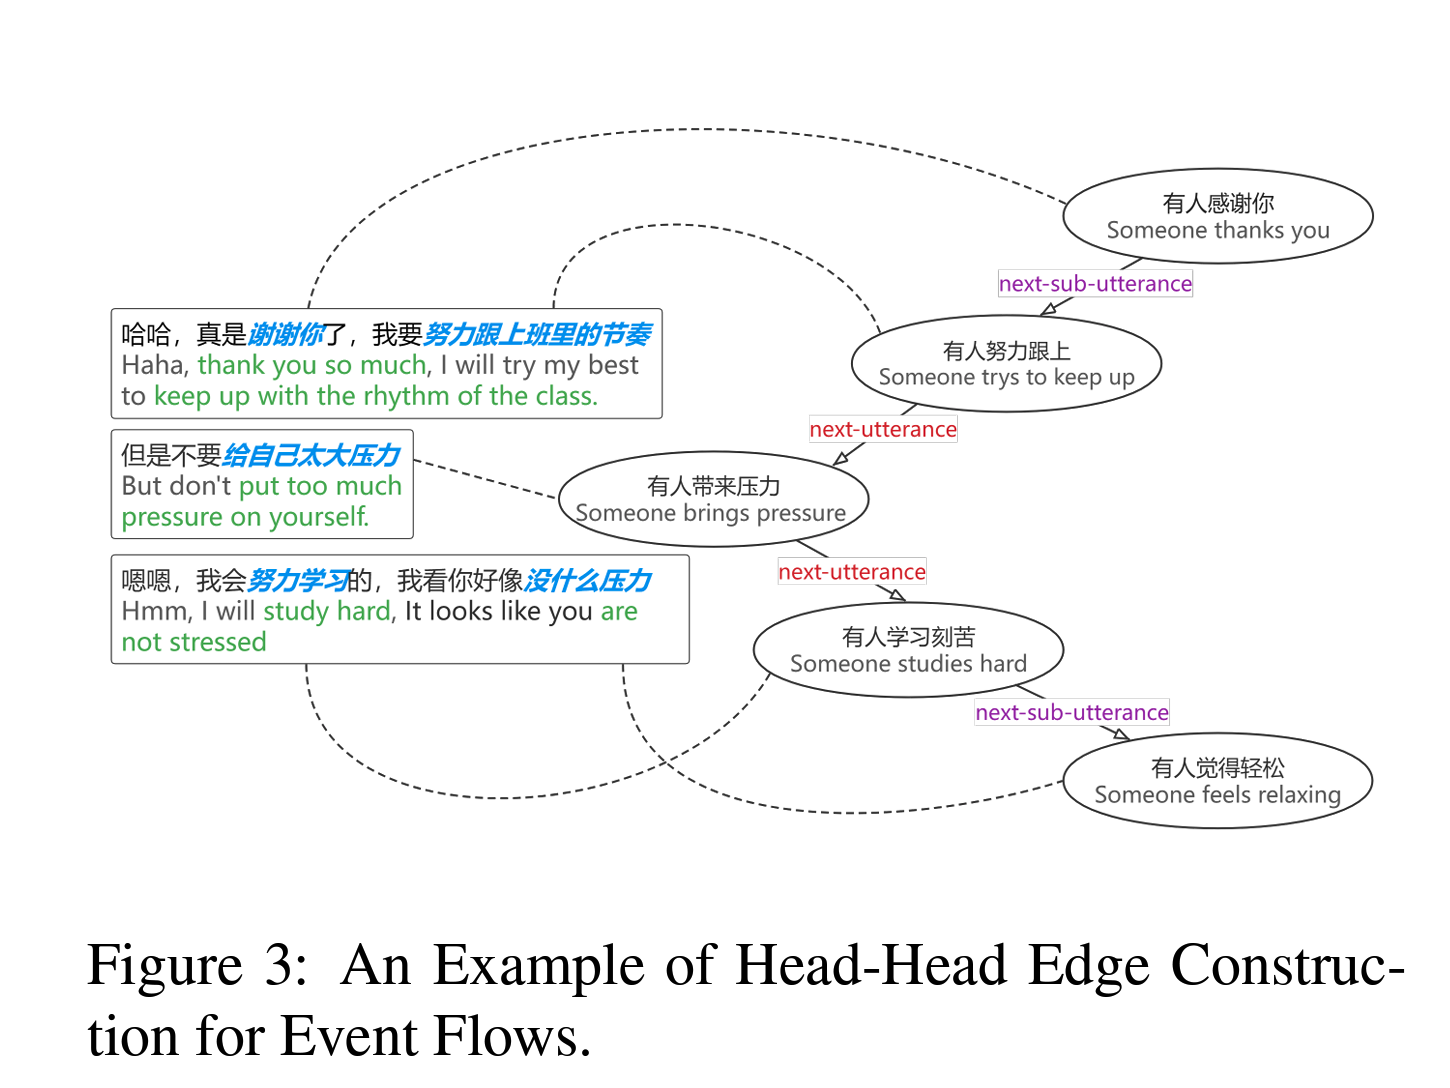 有人感谢你
Someone thanks you
next-sub-utterance
哈哈，真是谢谢你了，我要努力跟上班里的节奏
Haha, thank you so much, I will try my best
to keep up with the rhythm of the class.
有人努力跟上
Someone trys to keep up
next-utterance
但是不要给自己太大压力
But don't put too much
pressure on yourself.
有人带来压力
Someone brings pressure
next-utterance
嗯嗯，我会努力学习的，我看你好像没什么压力
Hmm, I will study hard, It looks like you are
not stressed
有人学习刻苦
Someone studies hard
next-sub-utterance
有人觉得轻松
Someone feels relaxing
Figure 3: An Example of Head-Head Edge Construc-
tion for Event Flows.